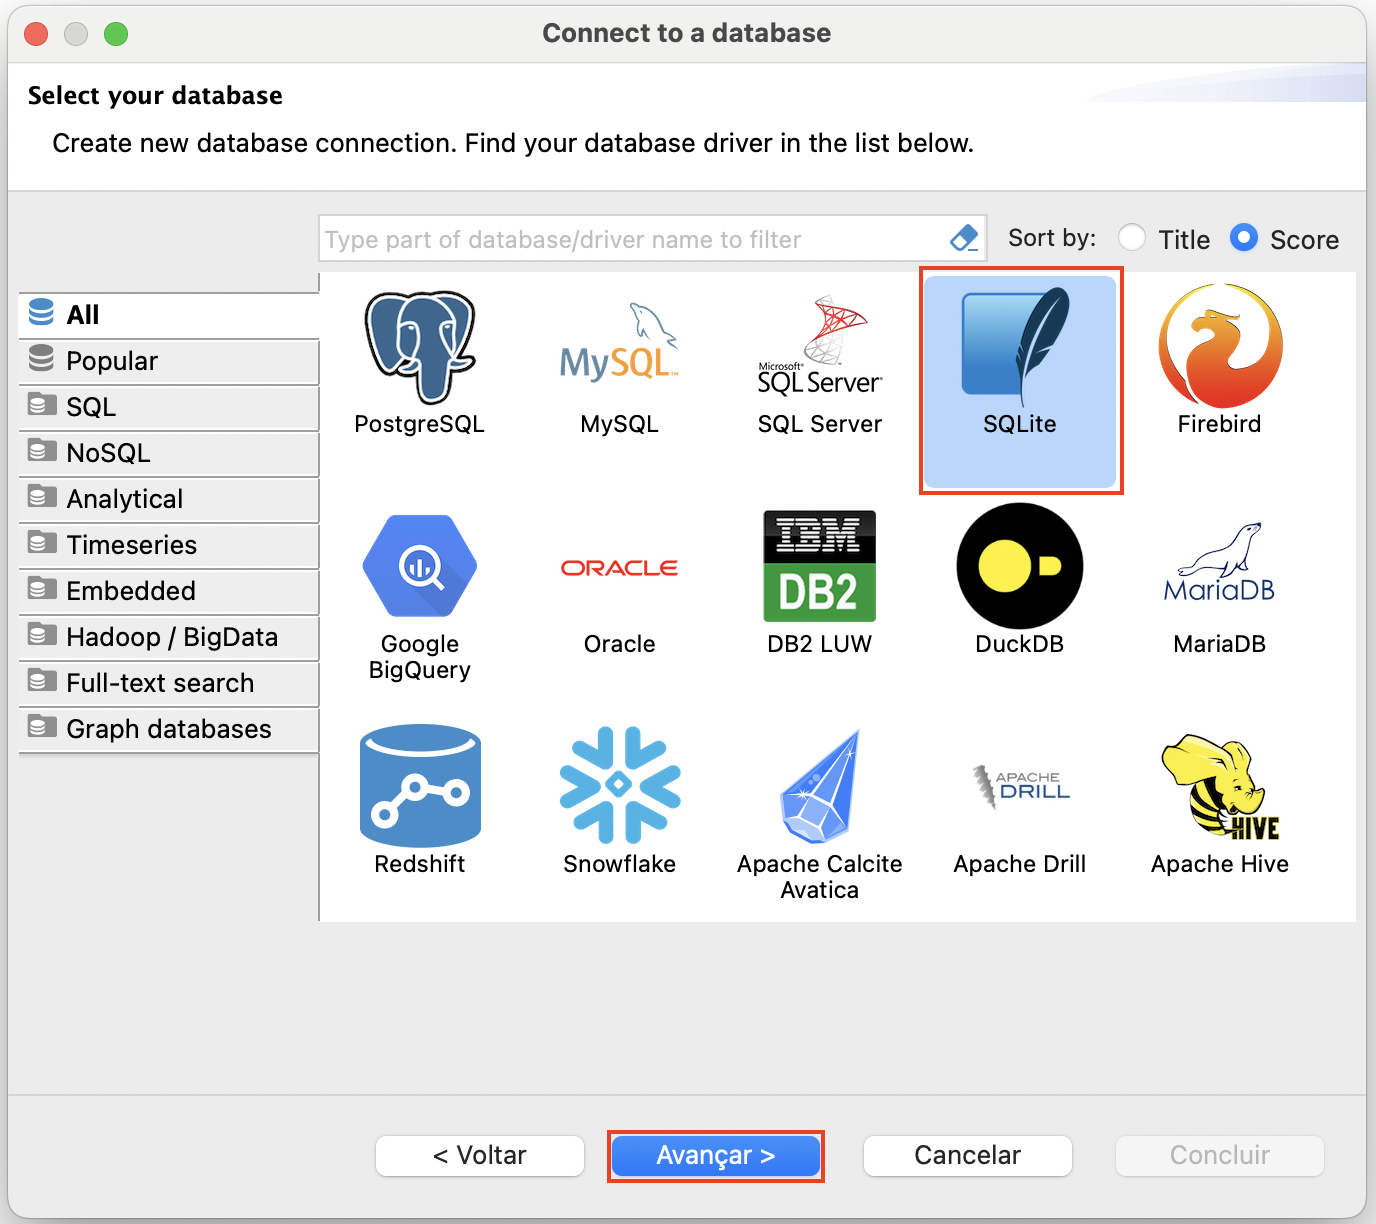 Connect to a database
Select your database
Create new database connection. Find your database driver in the list below.
Type part of database/driver name to filter
Sort by: Title Score
All
Popular
SQL
NoSQL
Analytical
Timeseries
Embedded
Hadoop / BigData
Full-text search
Graph databases
PostgreSQL
MySQL™
MySQL
Microsoft®
SQL Server®
SQL Server
SQLite
Firebird
Google
BigQuery
ORACLE
Oracle
IBM
DB2
DB2 LUW
DuckDB
MariaDB
MariaDB
Redshift
Snowflake
Apache Calcite
Avatica
APACHE
DRILL
Apache Drill
HIVE
Apache Hive
< Voltar
Avançar >
Cancelar
Concluir